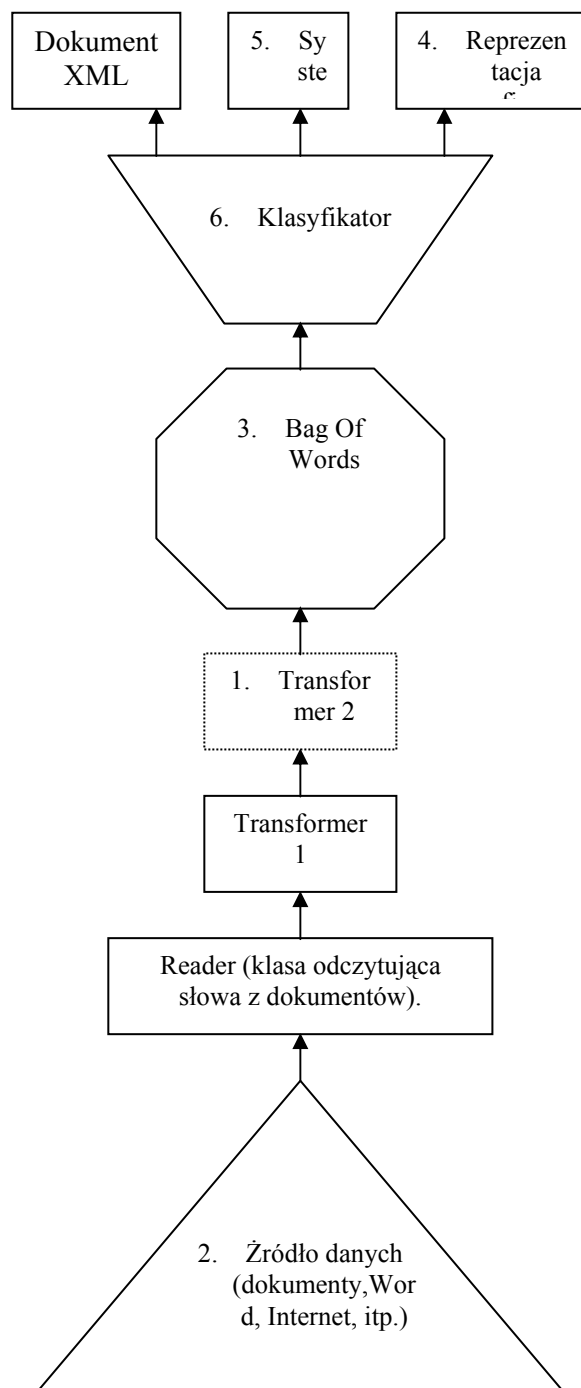 Dokument
XML
5. Sy
ste
4. Reprezen
tacja
6. Klasyfikator
3. Bag Of
Words
1. Transfor
mer 2
Transformer
1
Reader (klasa odczytująca
słowa z dokumentów).
2. Źródło danych
(dokumenty,Wor
d, Internet, itp.)